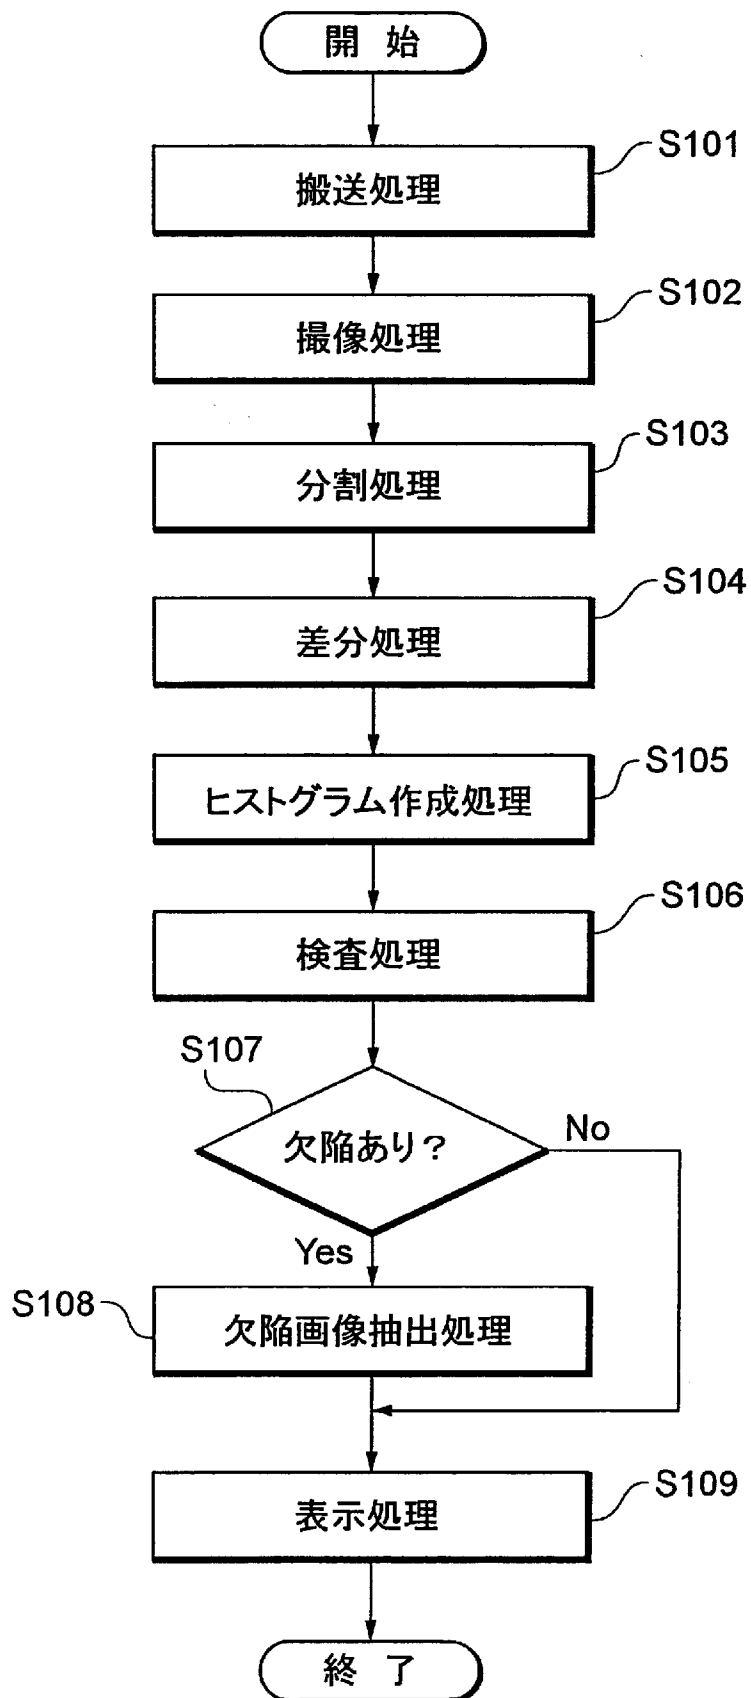 開 始
S101
搬送処理
S102
撮像処理
S103
分割処理
S104
差分処理
S105
ヒストグラム作成処理
S106
検査処理
S107
欠陥あり?
No
Yes
S108
欠陥画像抽出処理
S109
表示処理
終 了